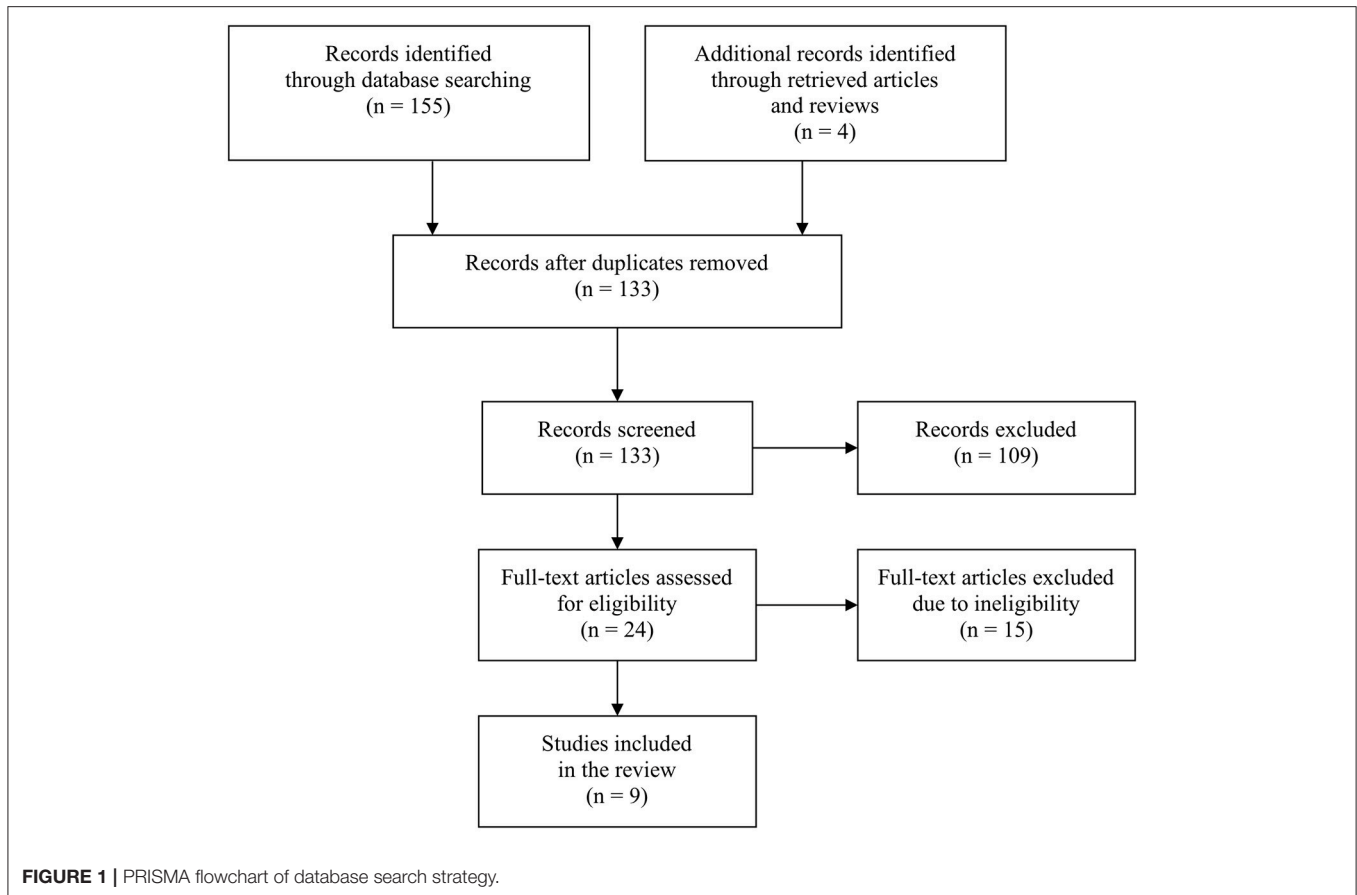 Records identified
through database searching
(n = 155)
Additional records identified
through retrieved articles
and reviews
(n = 4)
Records after duplicates removed
(n = 133)
Records screened
(n = 133)
Records excluded
(n = 109)
Full-text articles assessed
for eligibility
(n = 24)
Full-text articles excluded
due to ineligibility
(n = 15)
Studies included
in the review
(n = 9)
FIGURE 1 | PRISMA flowchart of database search strategy.